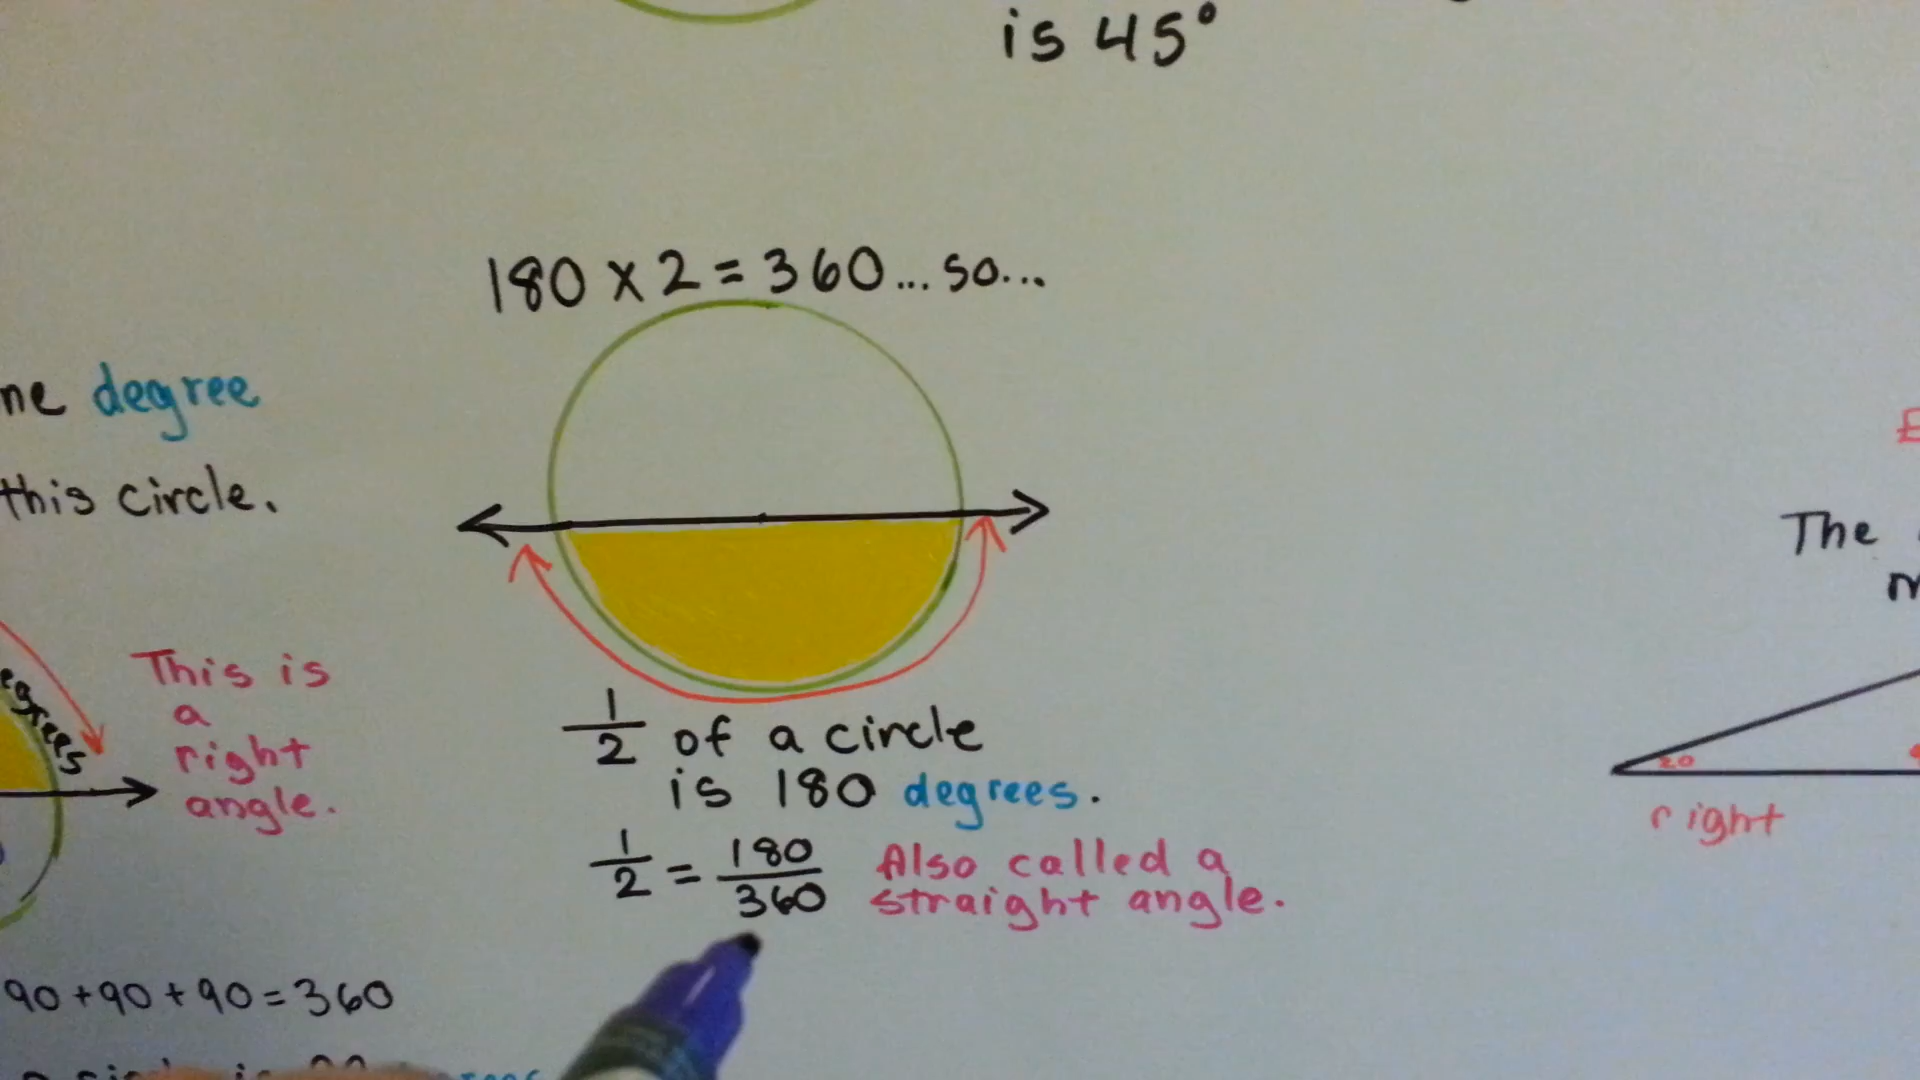 is 45°
180 x 2 = 360... so...
degree
this circle.
The
This is
a
right
angle.
1/2 of a circle
is 180 degrees.
1/2 = 180/360
Also called a
straight angle.
20
right
90+90+90=360